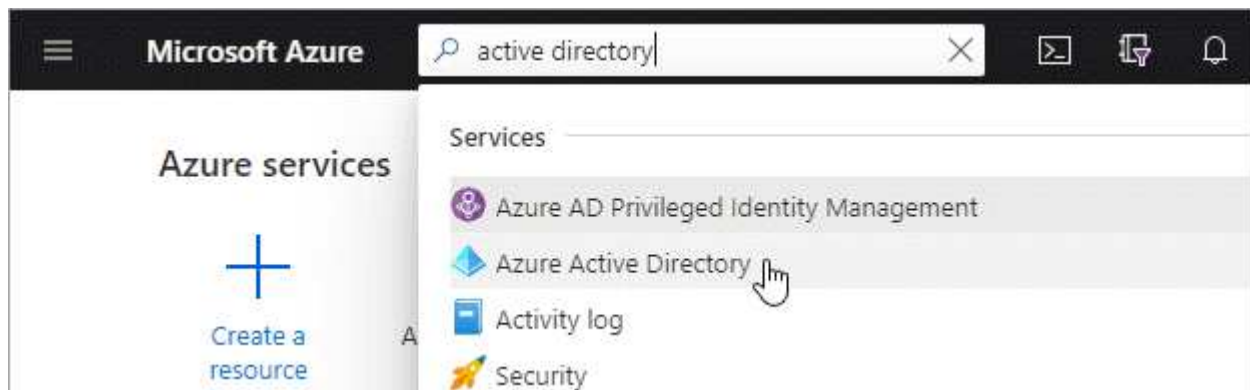 Microsoft Azure
active directory
Azure services
Create a
resource
A
Services
Azure AD Privileged Identity Management
Azure Active Directory
Activity log
Security